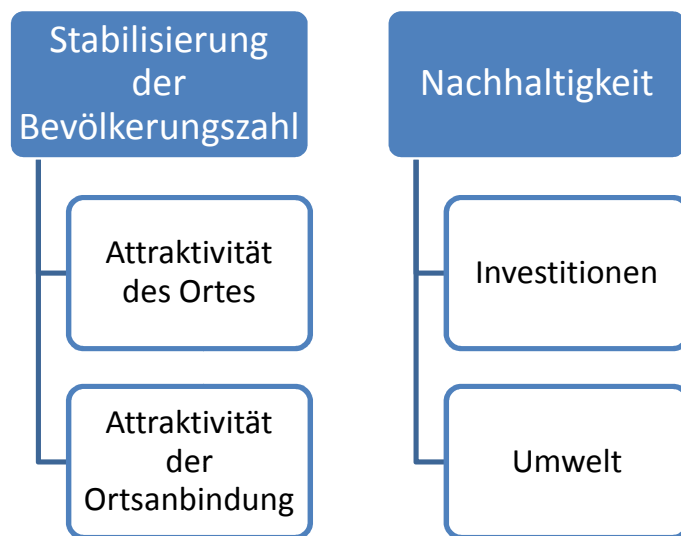 Stabilisierung
der
Bevölkerungszahl
Attraktivität
des Ortes
Attraktivität
der
Ortsanbindung
Nachhaltigkeit
Investitionen
Umwelt